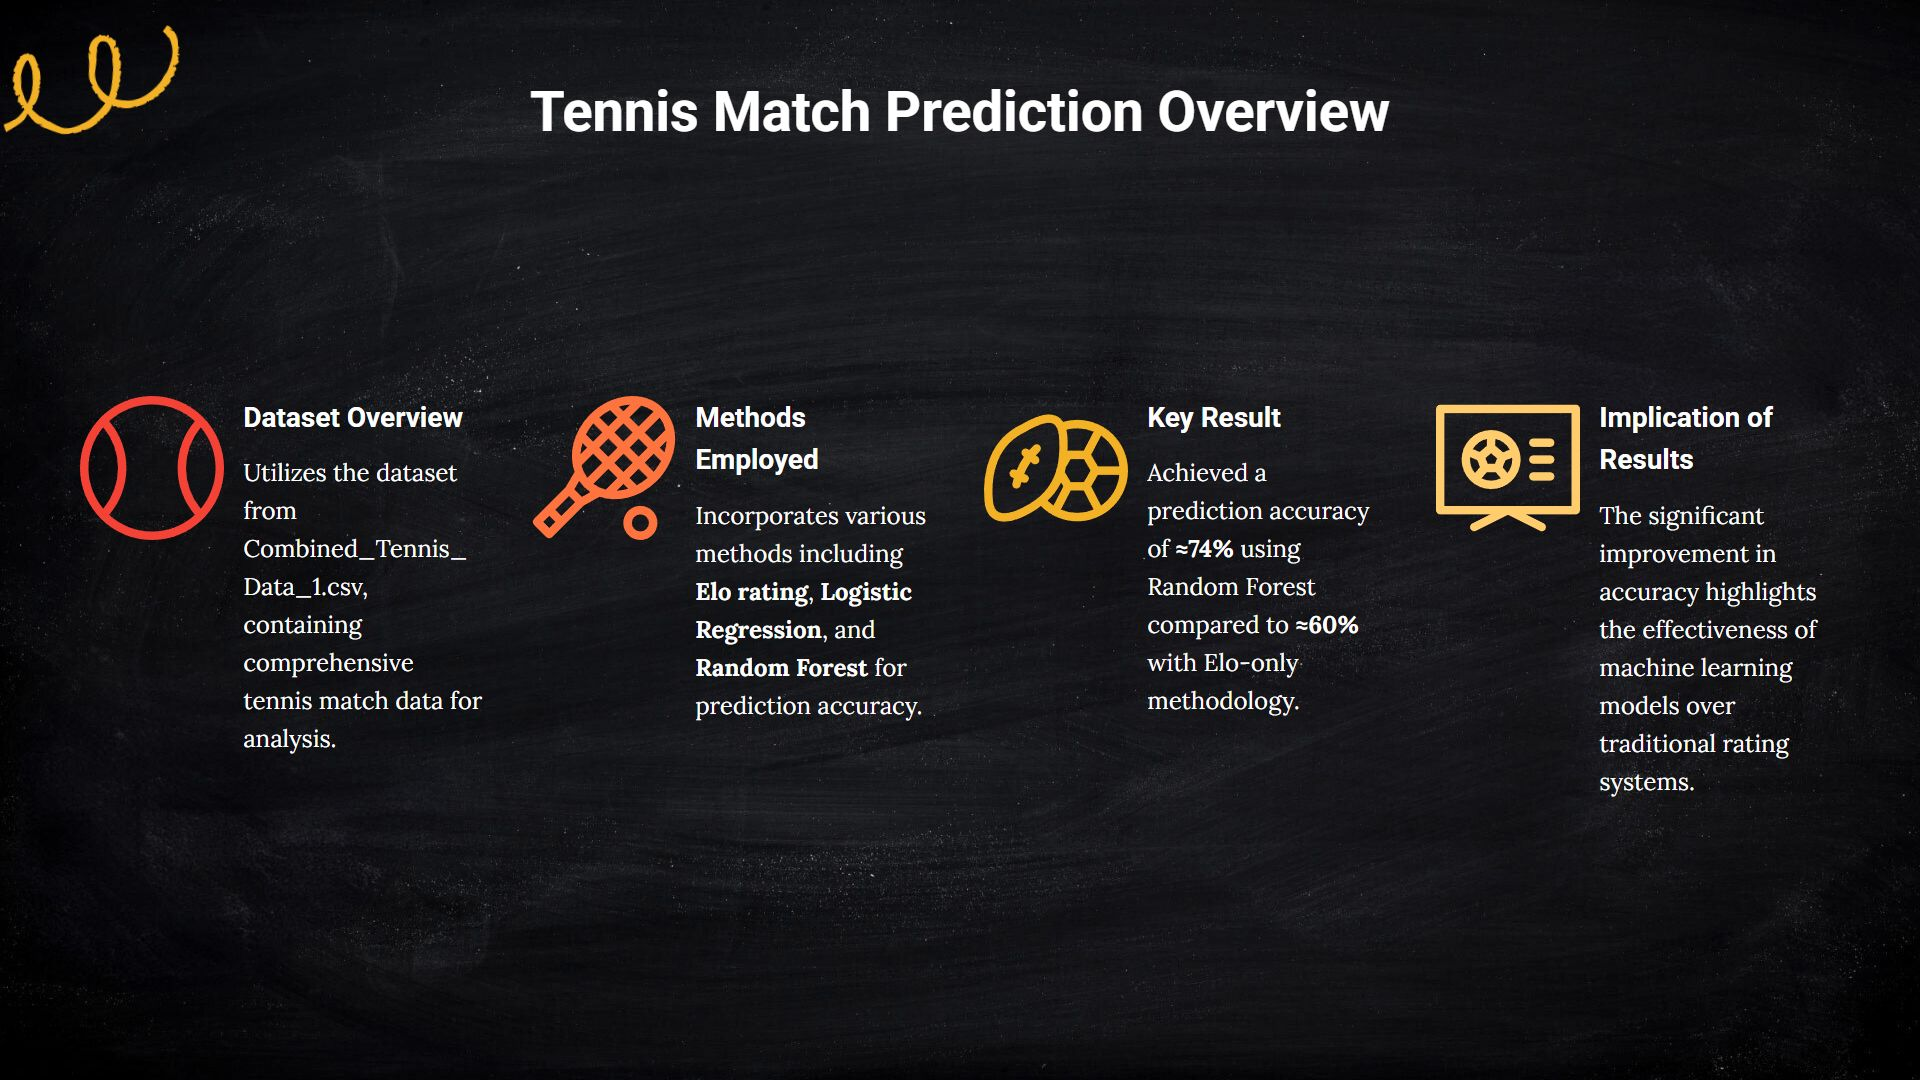 Tennis Match Prediction Overview
Dataset Overview
Utilizes the dataset
from
Combined_Tennis_
Data_1.csv,
containing
comprehensive
tennis match data for
analysis.
Methods
Employed
Incorporates various
methods including
Elo rating, Logistic
Regression, and
Random Forest for
prediction accuracy.
Key Result
Achieved a
prediction accuracy
of ≈74% using
Random Forest
compared to ≈60%
with Elo-only
methodology.
Implication of
Results
The significant
improvement in
accuracy highlights
the effectiveness of
machine learning
models over
traditional rating
systems.